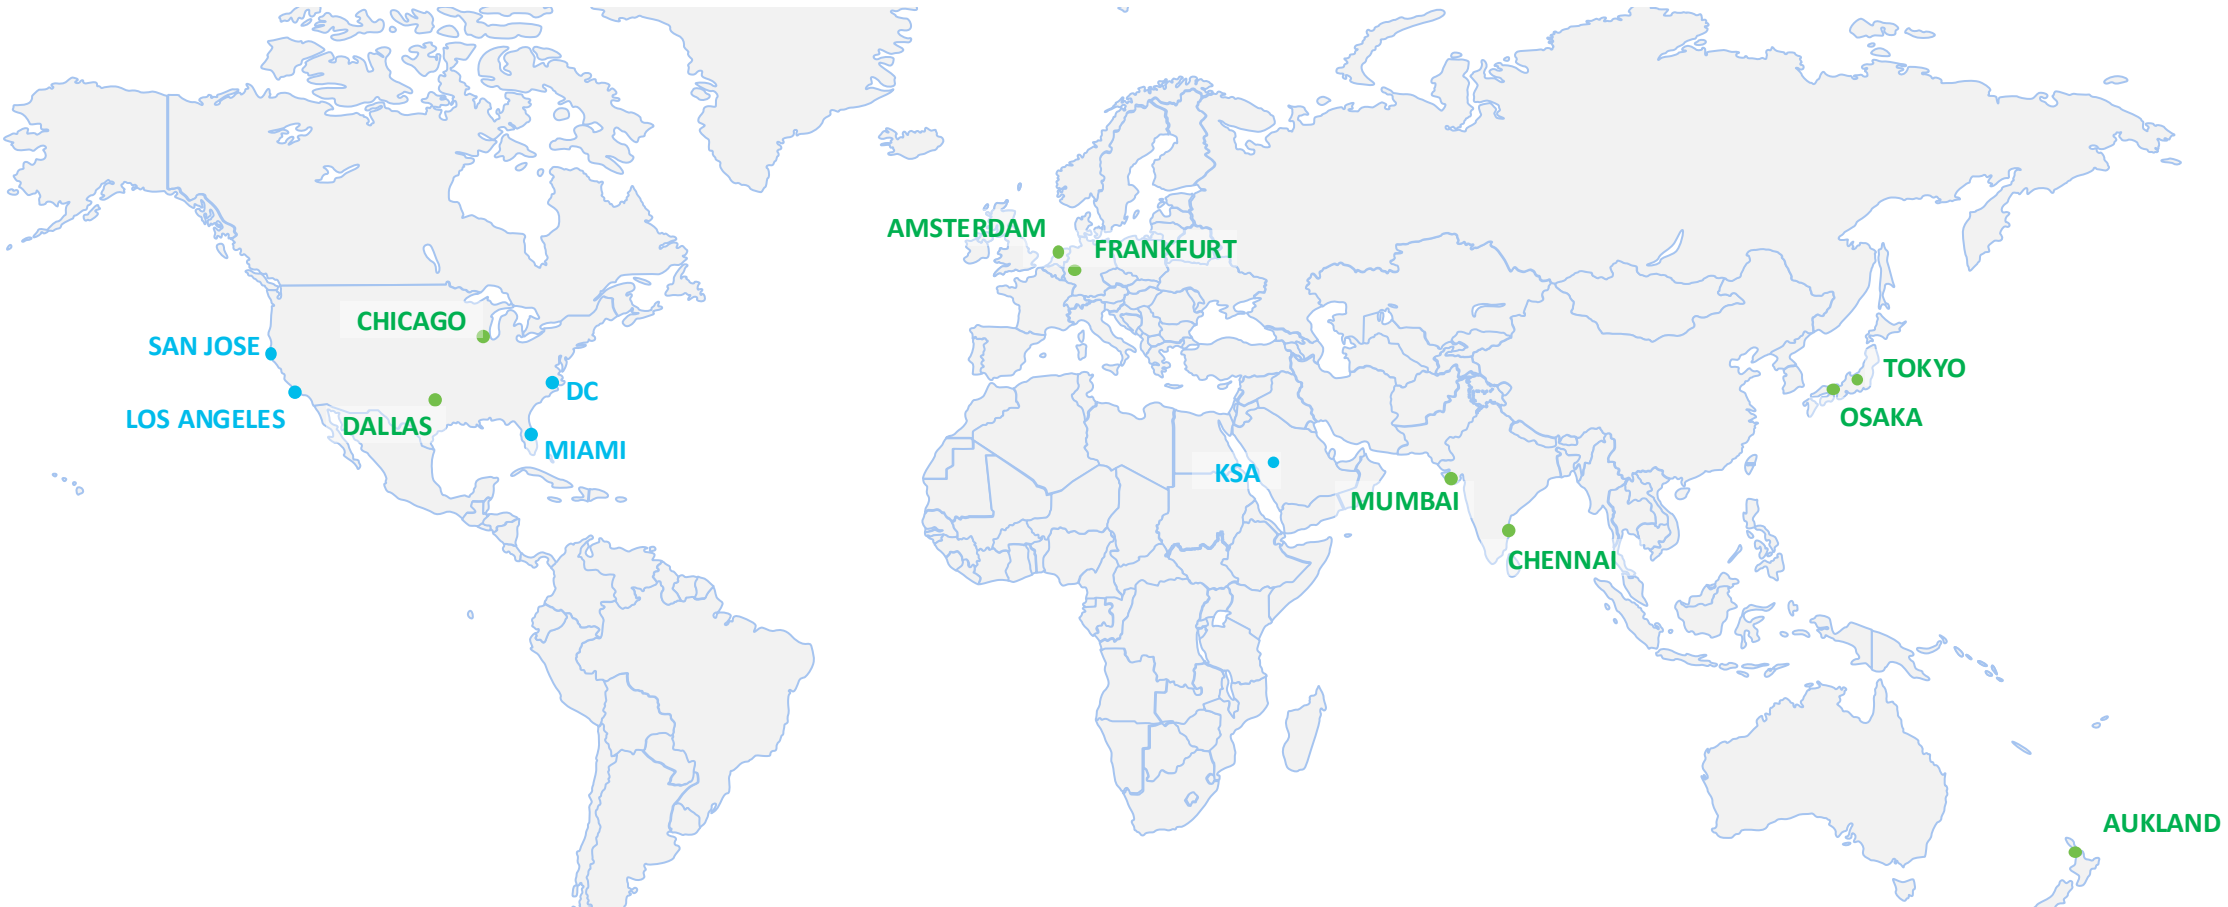 AMSTERDAM
FRANKFURT
CHICAGO
SAN JOSE
TOKYO
DC
LOS ANGELES
OSAKA
DALLAS
MIAMI
KSA
MUMBAI
CHENNAI
AUKLAND